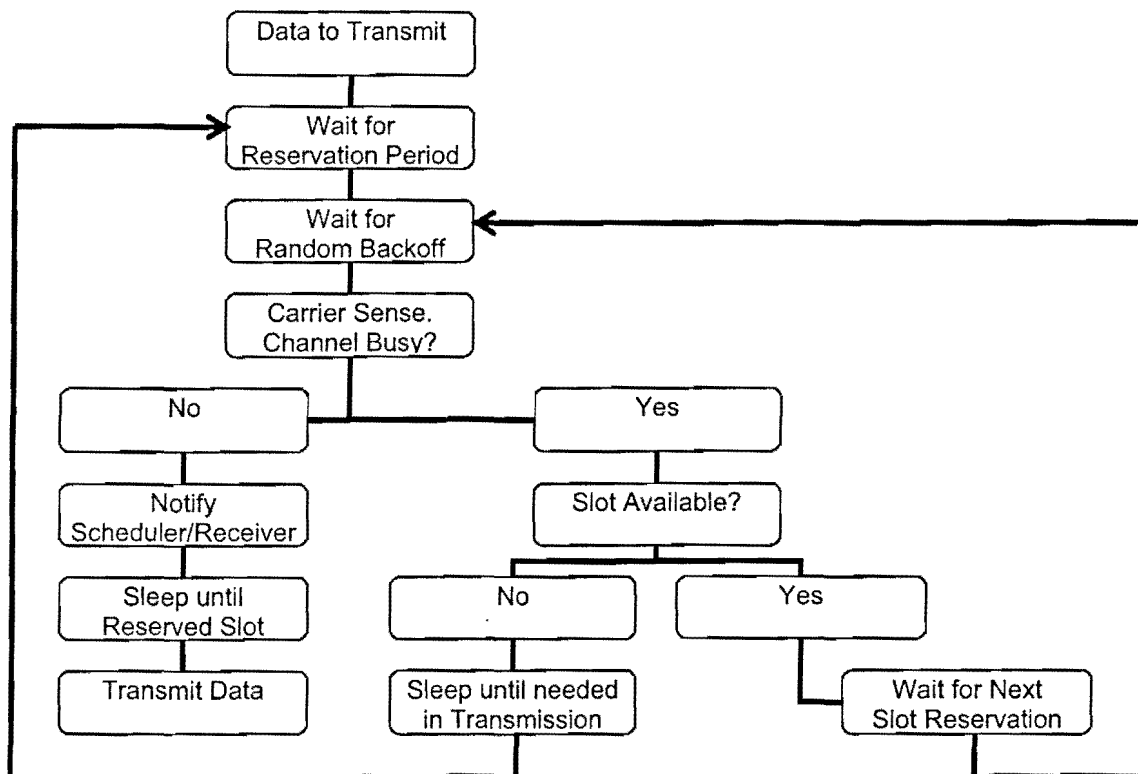 Data to Transmit
Wait for
Reservation Period
Wait for
Random Backoff
Carrier Sense.
Channel Busy?
No
Yes
Notify
Scheduler/Receiver
Slot Available?
Sleep until
Reserved Slot
No
Yes
Transmit Data
Sleep until needed
in Transmission
Wait for Next
Slot Reservation